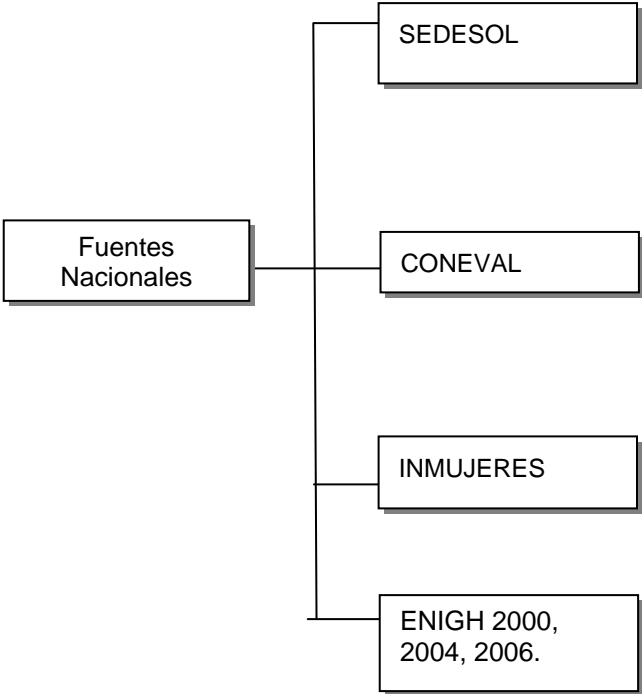 SEDESOL
Fuentes
Nacionales
CONEVAL
INMUJERES
ENIGH 2000,
2004, 2006.